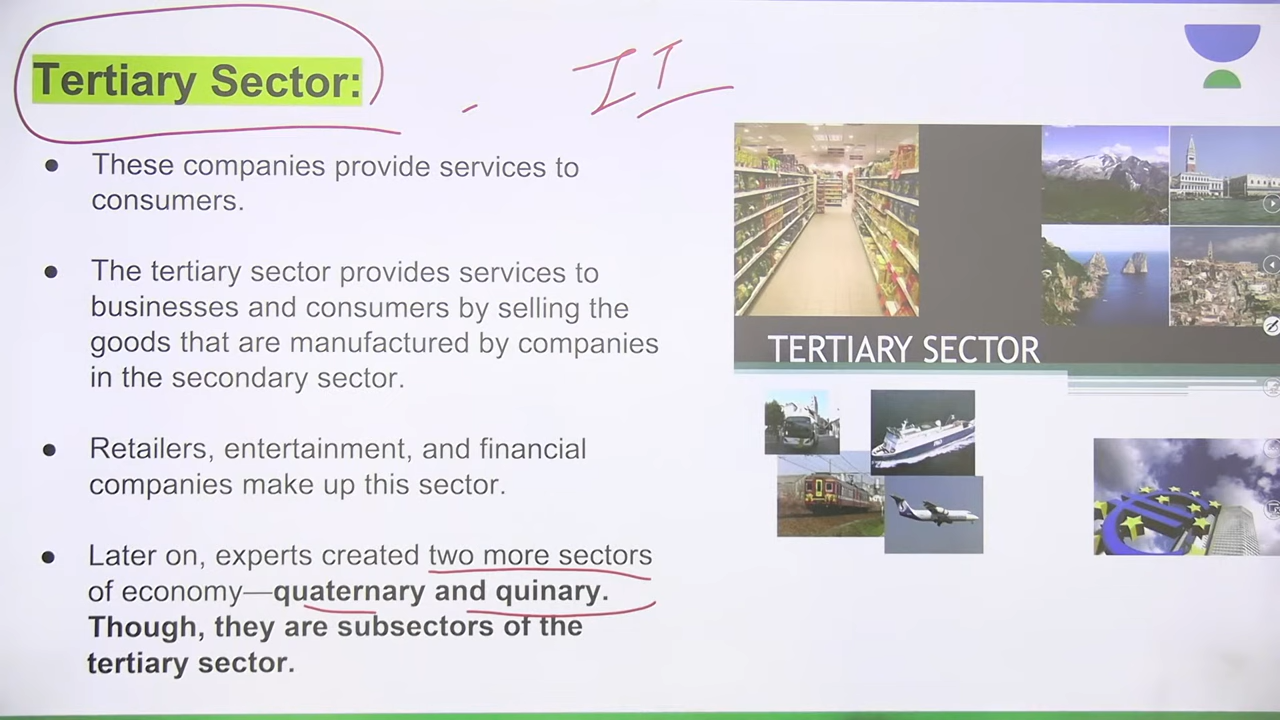 Tertiary Sector:
IT
● These companies provide services to
consumers.
● The tertiary sector provides services to
businesses and consumers by selling the
goods that are manufactured by companies
in the secondary sector.
● Retailers, entertainment, and financial
companies make up this sector.
● Later on, experts created two more sectors
of economy—quaternary and quinary.
Though, they are subsectors of the
tertiary sector.
TERTIARY SECTOR